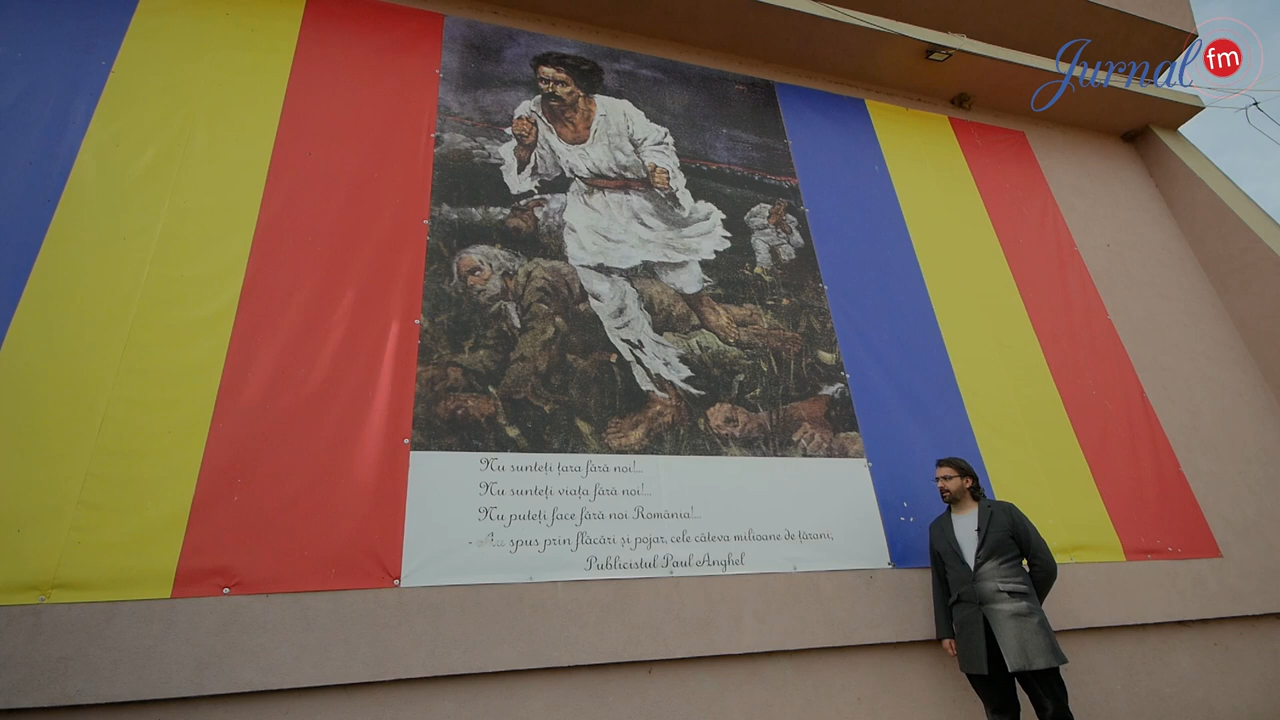 Jurnal fm
Nu sunteți țara fără noi!...
Nu sunteți viața fără noi!...
Nu puteți face fără noi România!...
- Au spus prin flăcări și pojar, cele câteva milioane de țărani;
Publicistul Paul Anghel